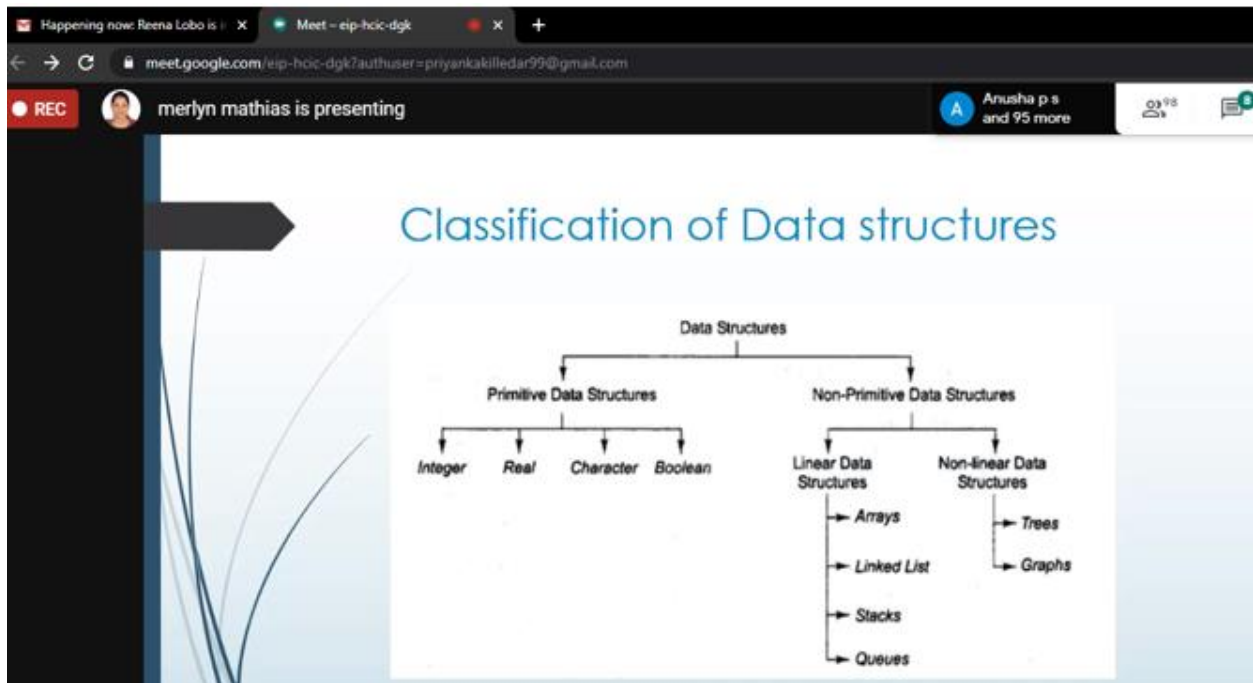 Happening now: Reena Lobo is
Meet – eip-hcic-dgk
meet.google.com/eip-hcic-dgk?authuser=priyankakilledar99@gmail.com
REC
merlyn mathias is presenting
A
Anusha p s
and 95 more
98
8
Classification of Data structures
Data Structures
Primitive Data Structures
Non-Primitive Data Structures
Integer
Real
Character
Boolean
Linear Data
Structures
Non-linear Data
Structures
Arrays
Linked List
Stacks
Queues
Trees
Graphs